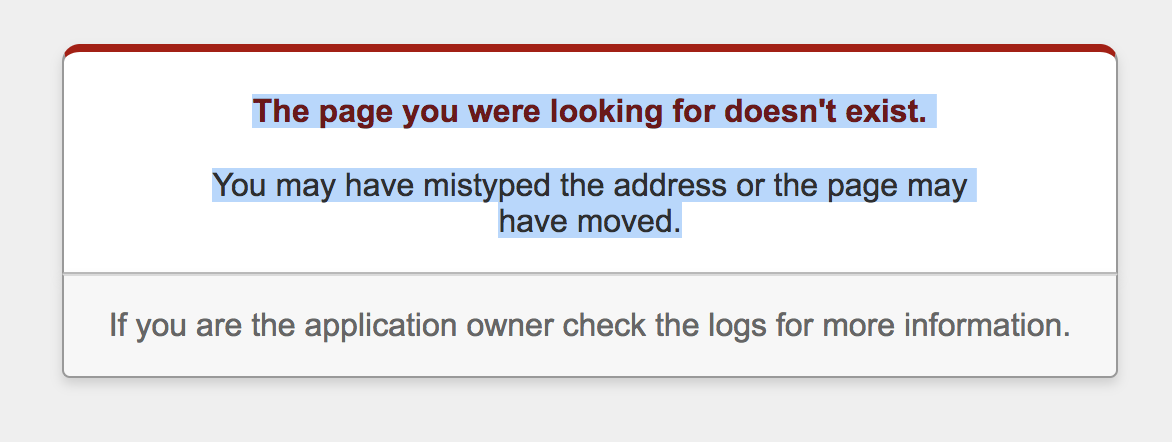 The page you were looking for doesn't exist.
You may have mistyped the address or the page may
have moved.
If you are the application owner check the logs for more information.